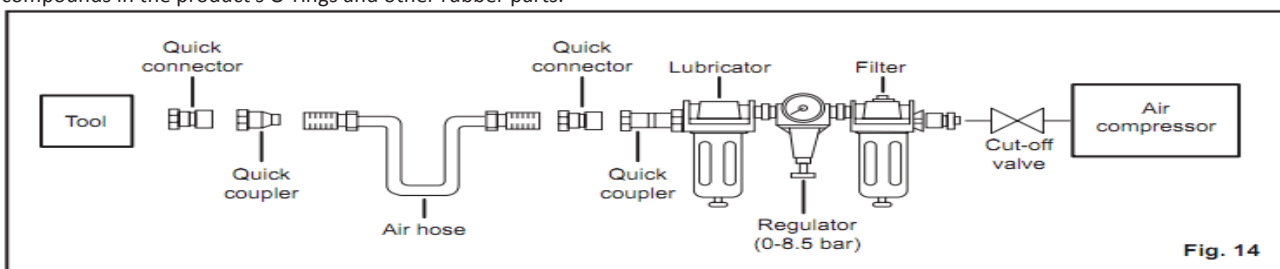 compounds in the product's O-rings and other rubber parts.
Quick
connector
Quick
connector
Lubricator
Filter
Tool
Air
compressor
Cut-off
valve
Quick
coupler
Quick
coupler
Air hose
Regulator
(0-8.5 bar)
Fig. 14